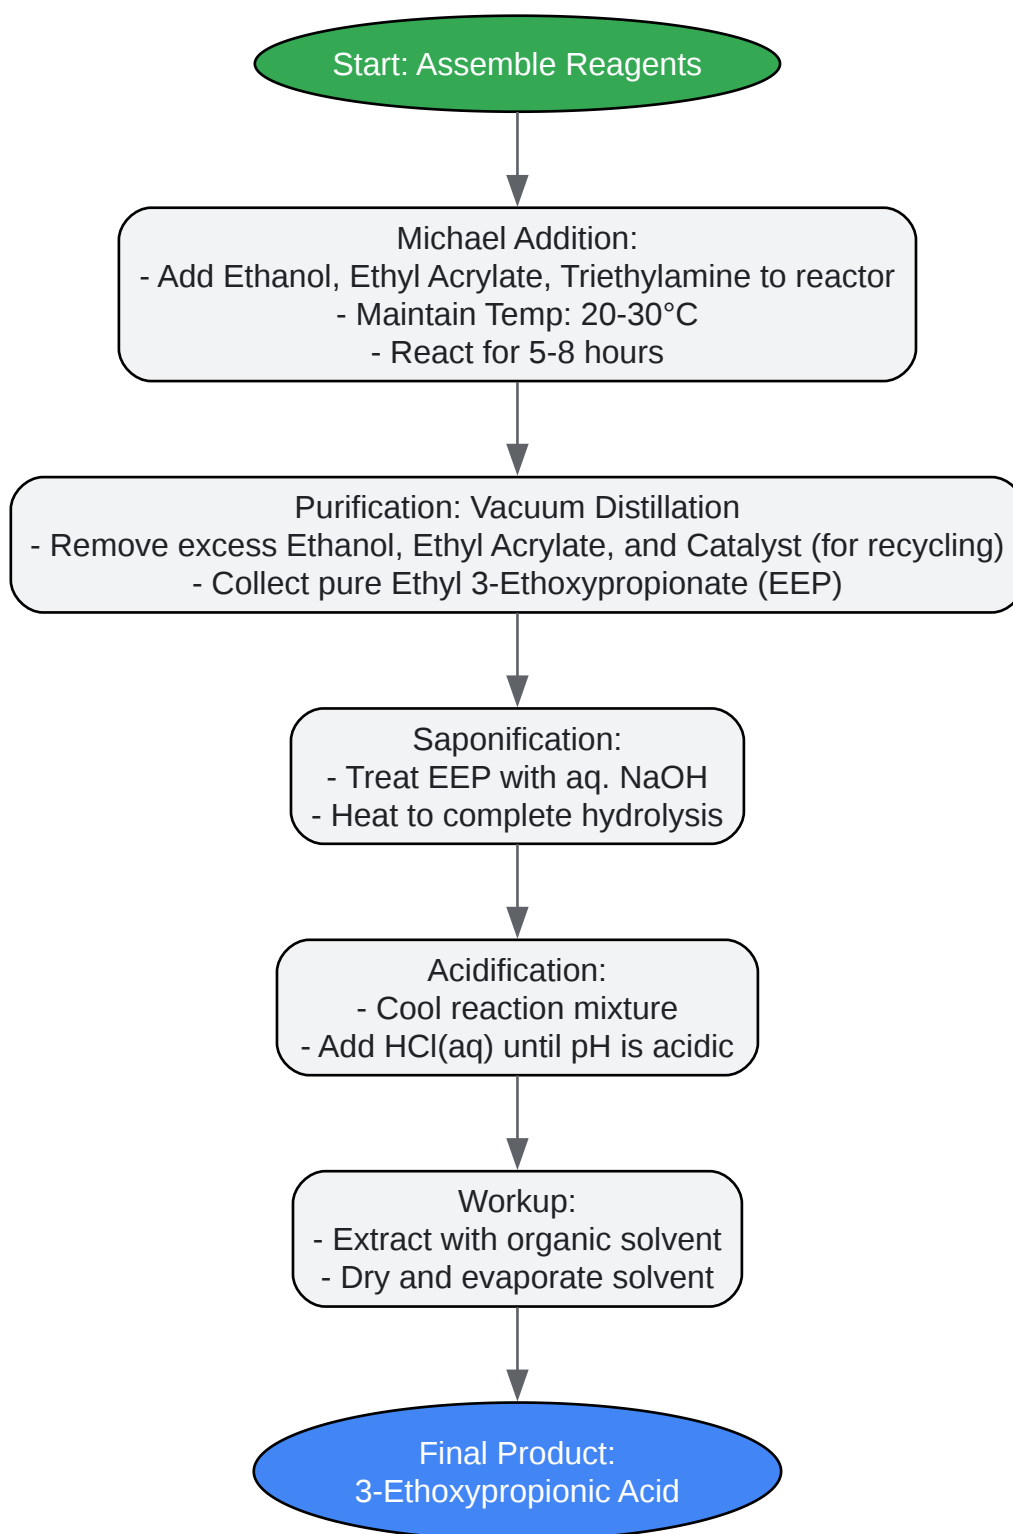 Start: Assemble Reagents
Michael Addition:
- Add Ethanol, Ethyl Acrylate, Triethylamine to reactor
- Maintain Temp: 20-30°C
- React for 5-8 hours
Purification: Vacuum Distillation
- Remove excess Ethanol, Ethyl Acrylate, and Catalyst (for recycling)
- Collect pure Ethyl 3-Ethoxypropionate (EEP)
Saponification:
- Treat EEP with aq. NaOH
- Heat to complete hydrolysis
Acidification:
- Cool reaction mixture
- Add HCl(aq) until pH is acidic
Workup:
- Extract with organic solvent
- Dry and evaporate solvent
Final Product:
3-Ethoxypropionic Acid